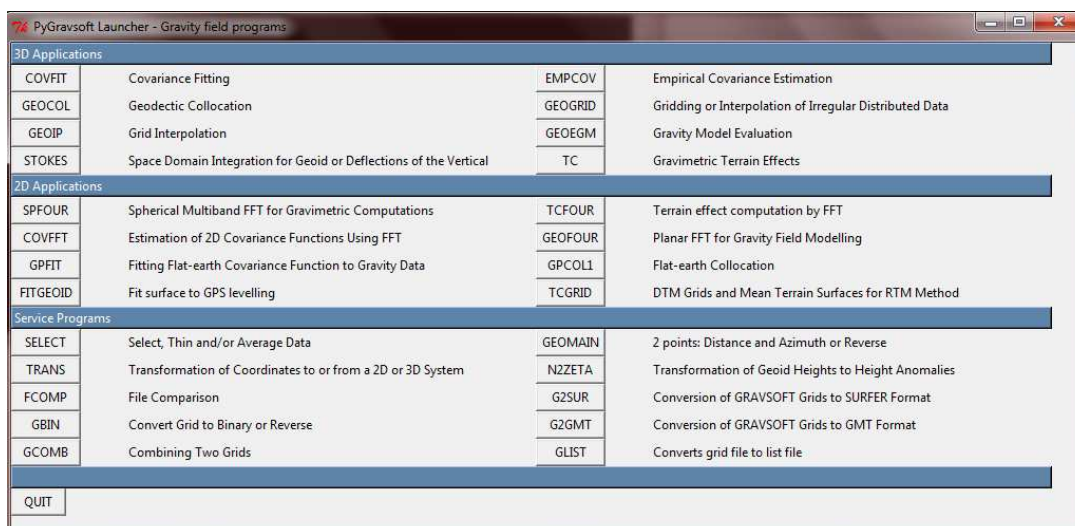 PyGravsoft Launcher - Gravity field programs
3D Applications
COVFIT Covariance Fitting EMPCOV Empirical Covariance Estimation
GEOCOL Geodectic Collocation GEOGRID Gridding or Interpolation of Irregular Distributed Data
GEOIP Grid Interpolation GEOEGM Gravity Model Evaluation
STOKES Space Domain Integration for Geoid or Deflections of the Vertical TC Gravimetric Terrain Effects
2D Applications
SPFOUR Spherical Multiband FFT for Gravimetric Computations TCFOUR Terrain effect computation by FFT
COVFFT Estimation of 2D Covariance Functions Using FFT GEOFOUR Planar FFT for Gravity Field Modelling
GPFIT Fitting Flat-earth Covariance Function to Gravity Data GPCOL1 Flat-earth Collocation
FITGEOID Fit surface to GPS levelling TCGRID DTM Grids and Mean Terrain Surfaces for RTM Method
Service Programs
SELECT Select, Thin and/or Average Data GEOMAIN 2 points: Distance and Azimuth or Reverse
TRANS Transformation of Coordinates to or from a 2D or 3D System N2ZETA Transformation of Geoid Heights to Height Anomalies
FCOMP File Comparison G2SUR Conversion of GRAVSOFT Grids to SURFER Format
GBIN Convert Grid to Binary or Reverse G2GMT Conversion of GRAVSOFT Grids to GMT Format
GCOMB Combining Two Grids GLIST Converts grid file to list file
QUIT